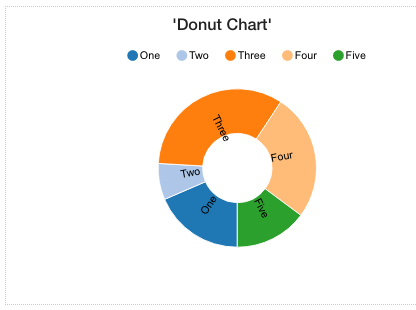 'Donut Chart'
One Two Three Four Five
Three
Four
Two
One
Five